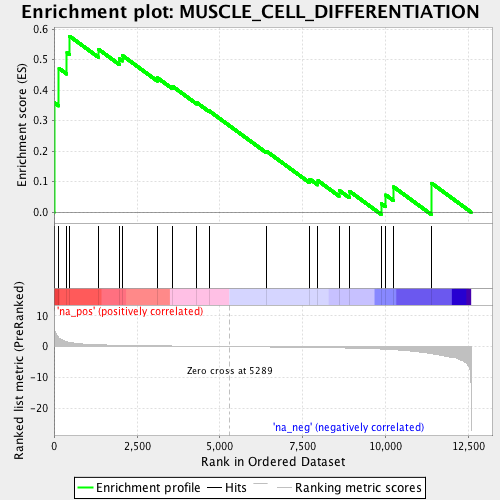 Enrichment plot: MUSCLE_CELL_DIFFERENTIATION
Enrichment score (ES)
0.6
0.5
0.4
0.3
0.2
0.1
0.0
'na_pos' (positively correlated)
Ranked list metric (PreRanked)
10
0
-10
-20
Zero cross at 5289
'na_neg' (negatively correlated)
0
2,500
5,000
7,500
10,000
12,500
Rank in Ordered Dataset
Enrichment profile
Hits
Ranking metric scores